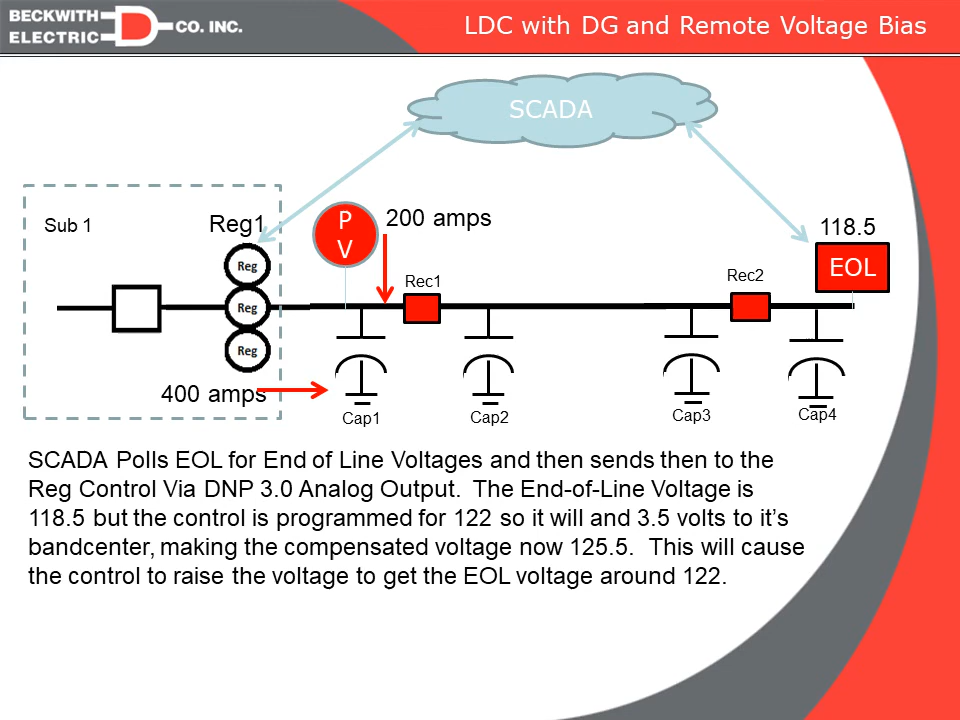 BECKWITH
ELECTRIC CO. INC.
LDC with DG and Remote Voltage Bias
SCADA
Sub 1
Reg1
P
V
200 amps
118.5
EOL
Reg
Reg
Reg
Rec1
Rec2
400 amps
Cap1
Cap2
Cap3
Cap4
SCADA Polls EOL for End of Line Voltages and then sends then to the
Reg Control Via DNP 3.0 Analog Output.  The End-of-Line Voltage is
118.5 but the control is programmed for 122 so it will and 3.5 volts to it's
bandcenter, making the compensated voltage now 125.5.  This will cause
the control to raise the voltage to get the EOL voltage around 122.